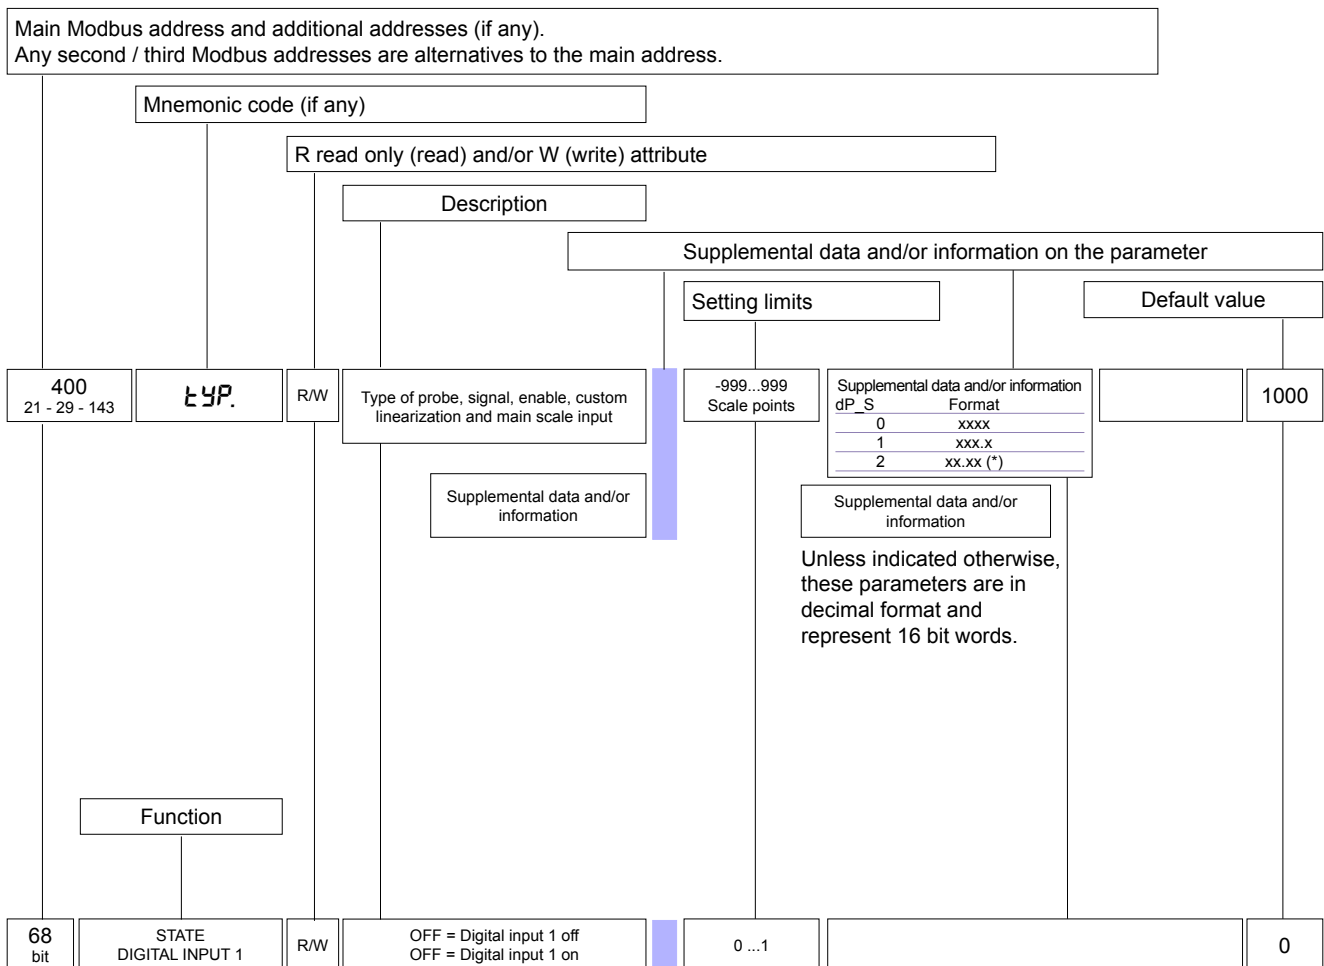 Main Modbus address and additional addresses (if any).
Any second / third Modbus addresses are alternatives to the main address.
Mnemonic code (if any)
R read only (read) and/or W (write) attribute
Description
Supplemental data and/or information on the parameter
Setting limits
Default value
400
21 - 29 - 143
tYP.
R/W
Type of probe, signal, enable, custom
linearization and main scale input
-999...999
Scale points
Supplemental data and/or information
dP_S Format
0 xxxx
1 xxx.x
2 xx.xx (*)
1000
Supplemental data and/or
information
Supplemental data and/or
information
Unless indicated otherwise,
these parameters are in
decimal format and
represent 16 bit words.
Function
68
bit
STATE
DIGITAL INPUT 1
R/W
OFF = Digital input 1 off
OFF = Digital input 1 on
0 ...1
0